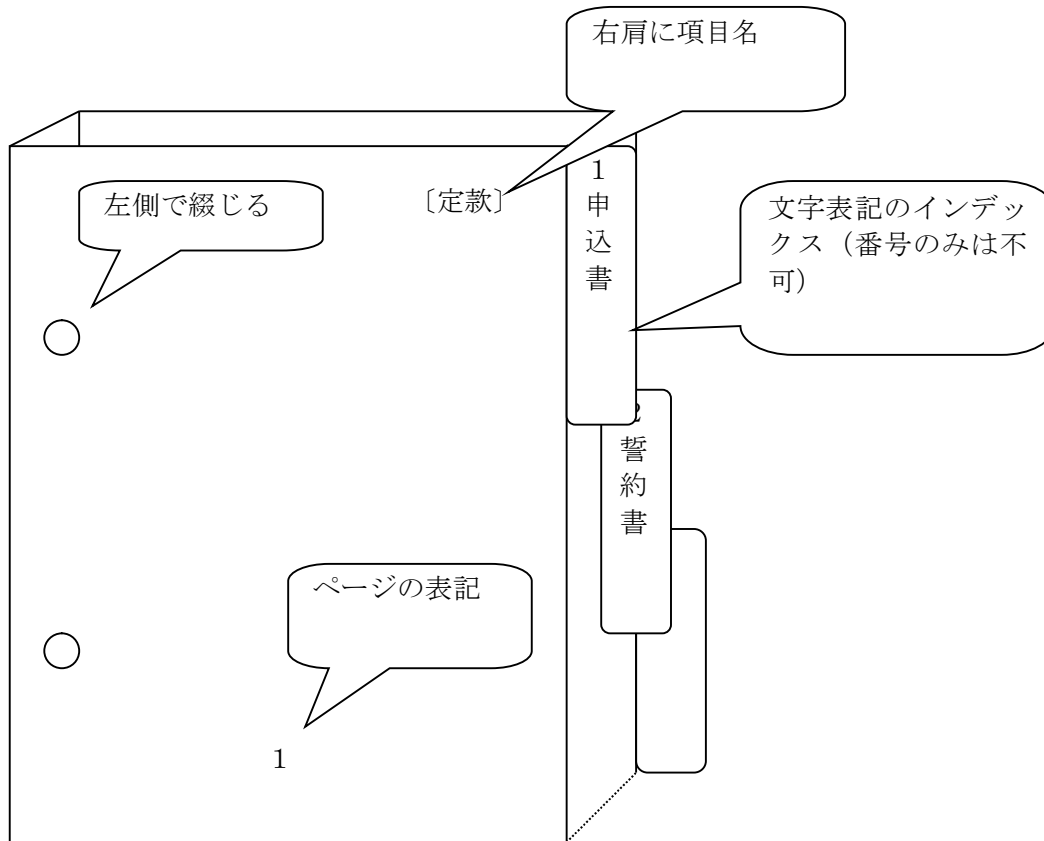 右肩に項目名
左側で綴じる
〔定款〕
1申込書
文字表記のインデッ
クス（番号のみは不
可）
2誓約書
ページの表記
1